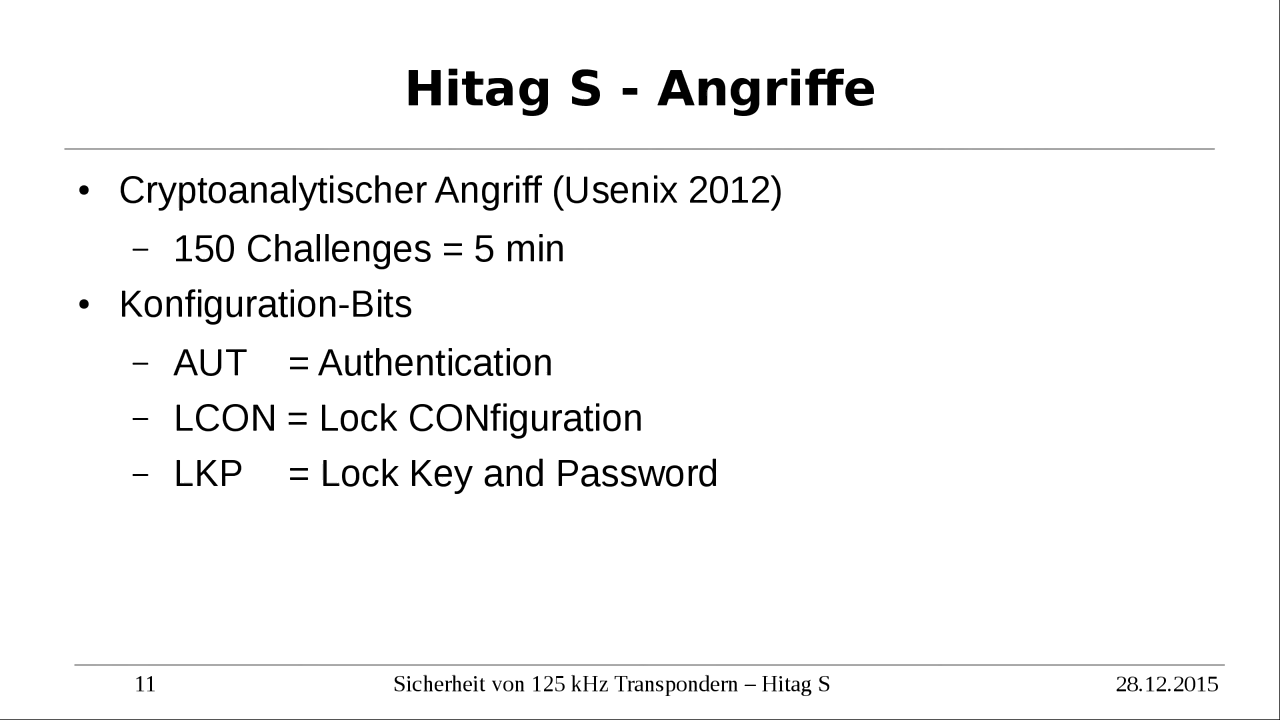 Hitag S - Angriffe
• Cryptoanalytischer Angriff (Usenix 2012)
– 150 Challenges = 5 min
• Konfiguration-Bits
– AUT = Authentication
– LCON = Lock CONfiguration
– LKP = Lock Key and Password
11 Sicherheit von 125 kHz Transpondern – Hitag S 28.12.2015